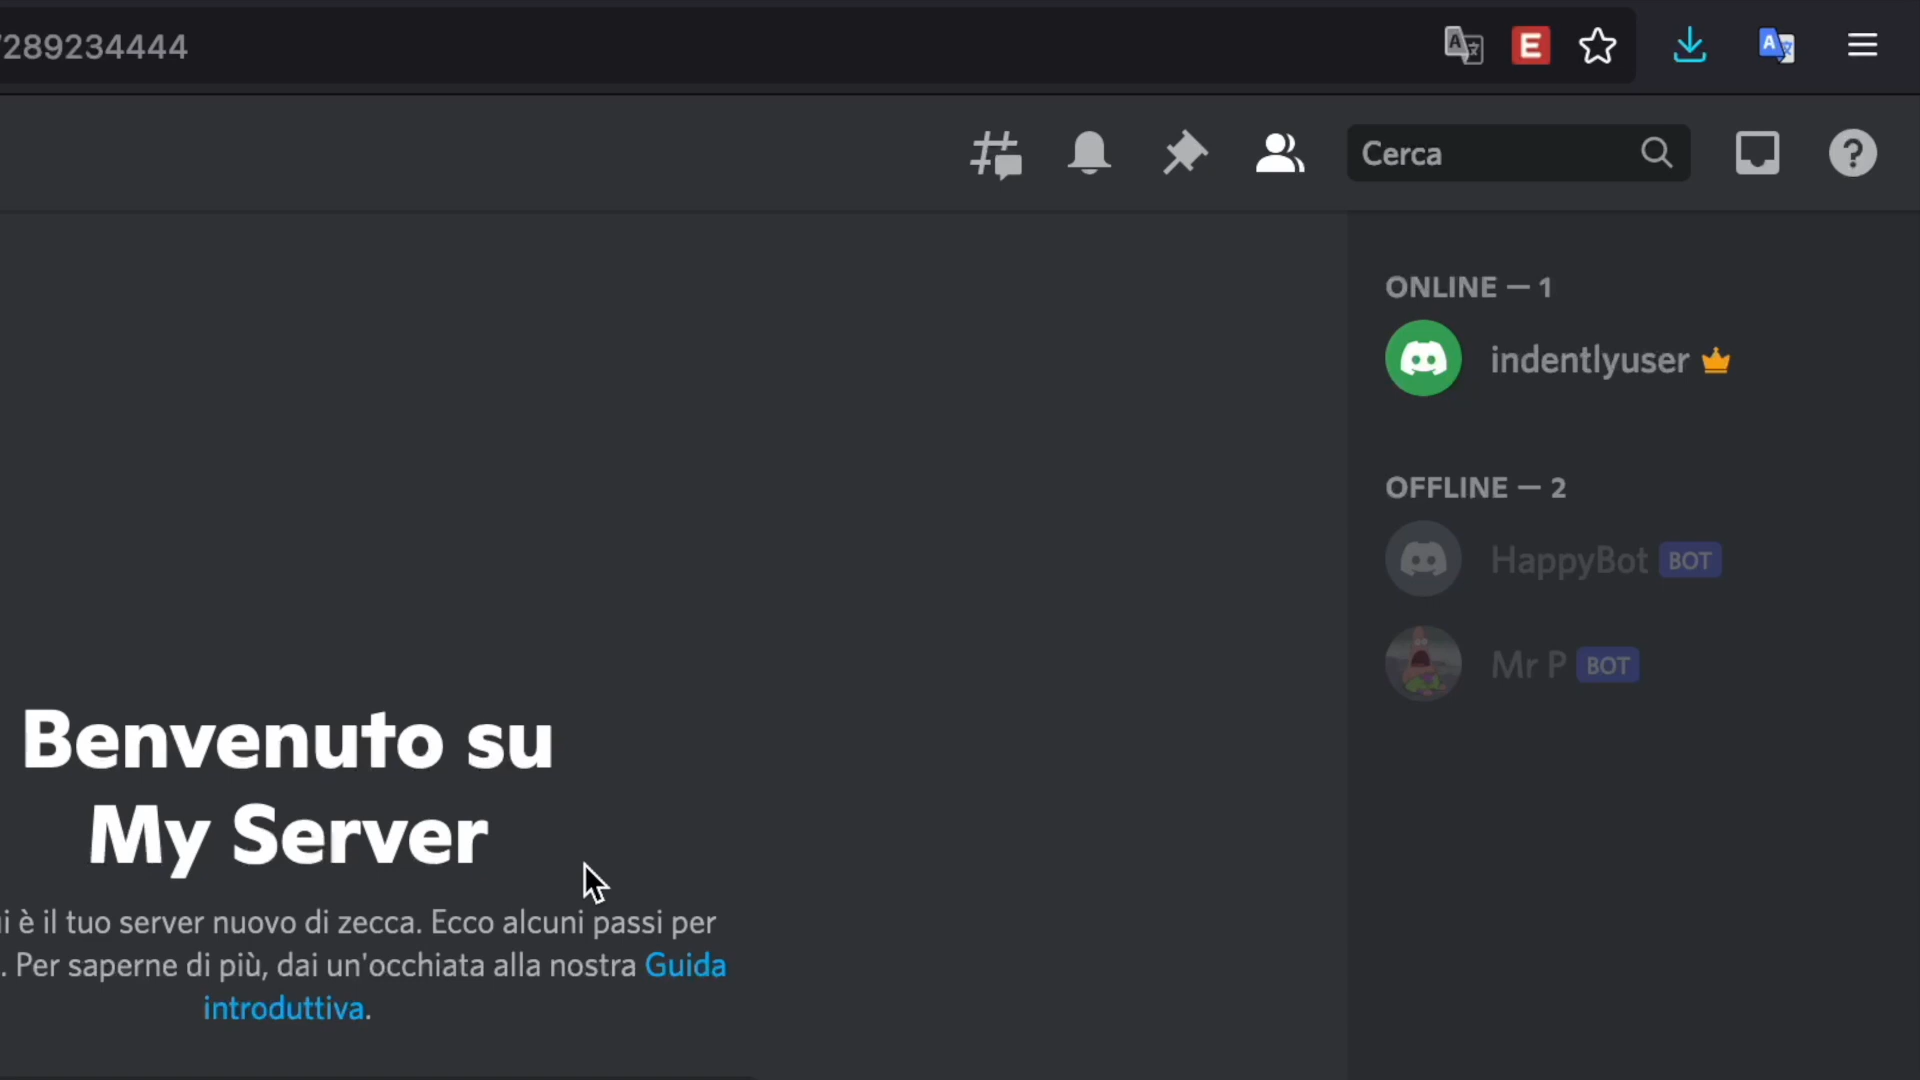 289234444
E
Cerca
ONLINE — 1
indentlyuser
OFFLINE — 2
HappyBot BOT
Mr P BOT
Benvenuto su
My Server
è il tuo server nuovo di zecca. Ecco alcuni passi per
. Per saperne di più, dai un'occhiata alla nostra Guida
introduttiva.